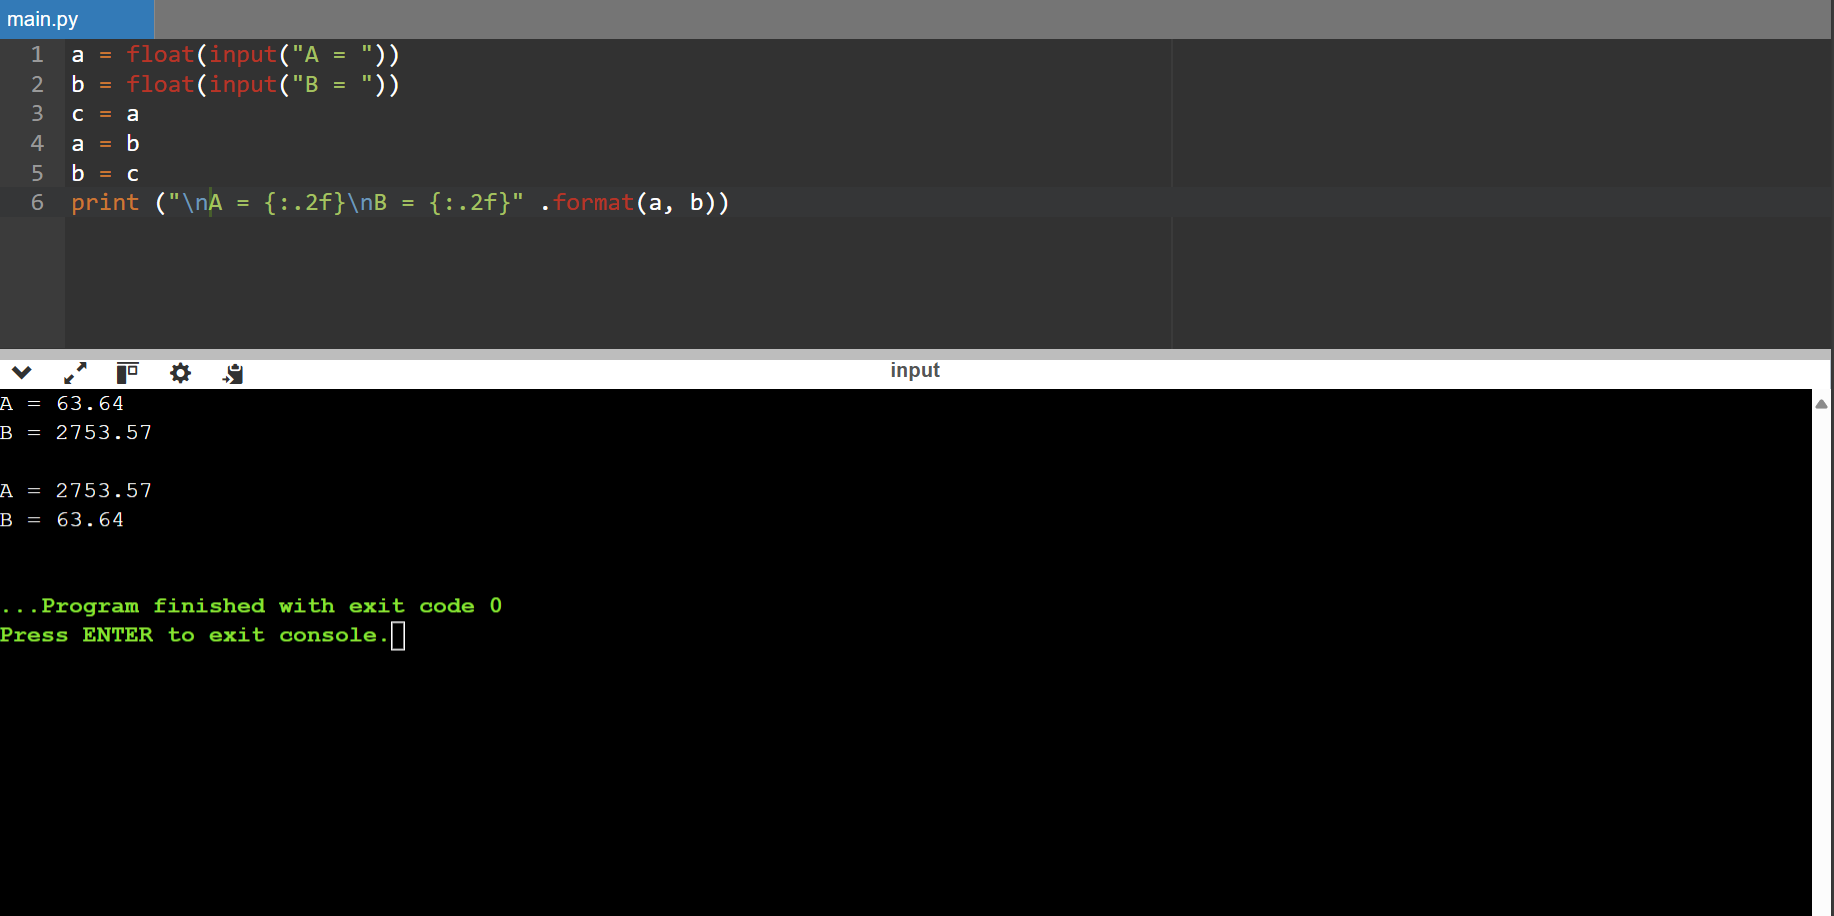 main.py
1 a = float(input("A = "))
2 b = float(input("B = "))
3 c = a
4 a = b
5 b = c
6 print ("\nA = {:.2f}\nB = {:.2f}" .format(a, b))
input
A = 63.64
B = 2753.57
A = 2753.57
B = 63.64
...Program finished with exit code 0
Press ENTER to exit console.